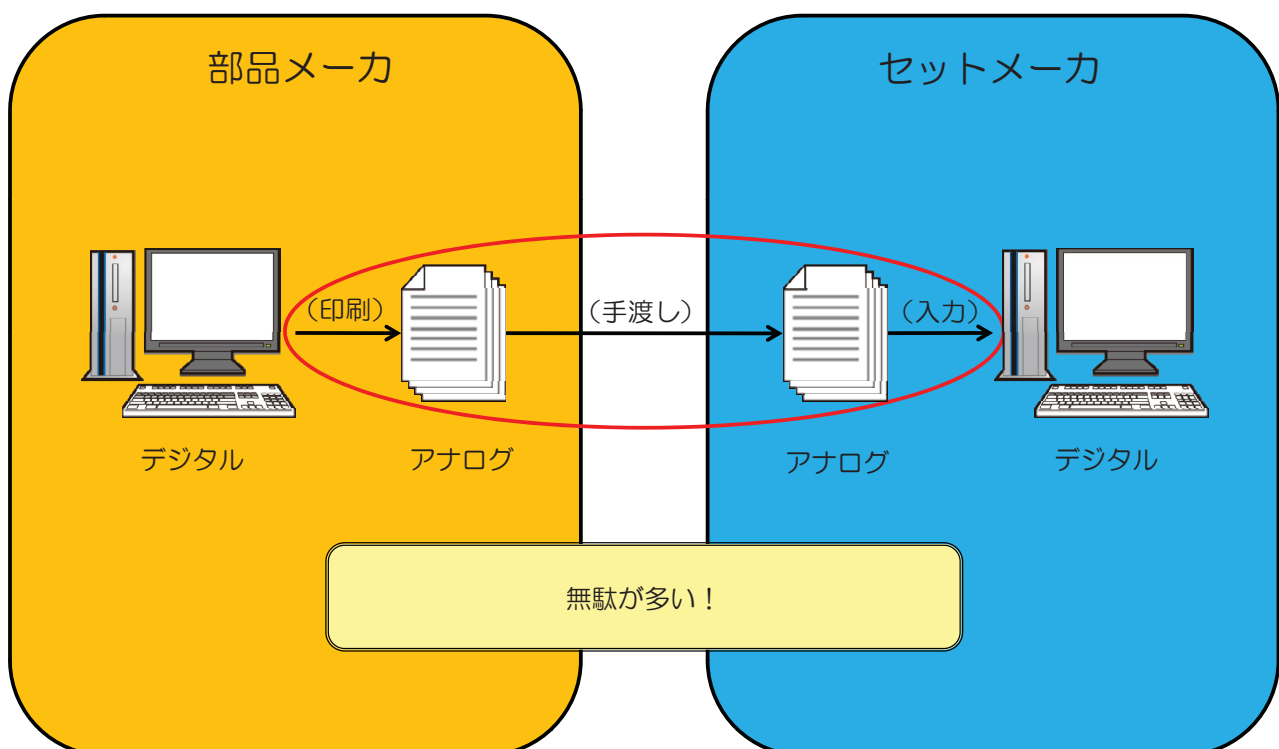 部品メーカ
セットメーカ
（印刷）
（手渡し）
（入力）
デジタル
アナログ
アナログ
デジタル
無駄が多い！